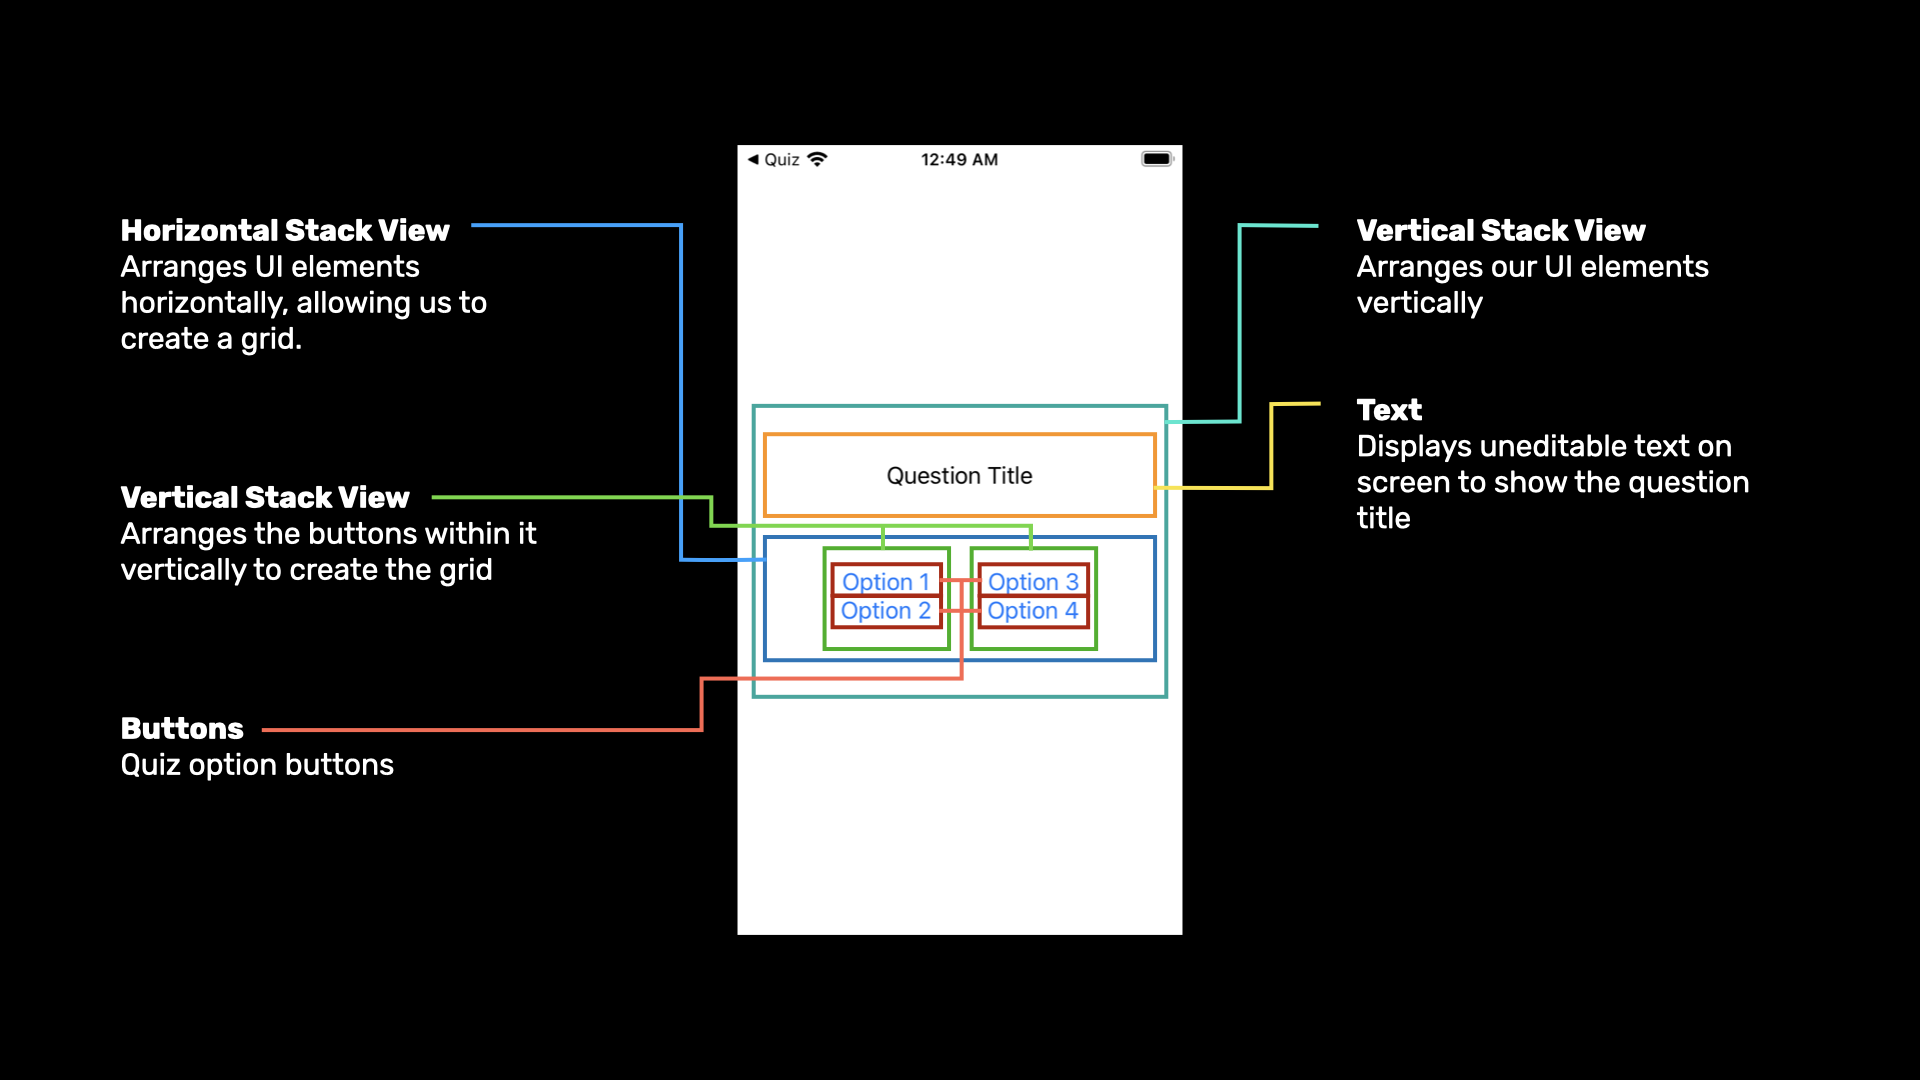 Quiz
12:49 AM
Horizontal Stack View
Arranges UI elements
horizontally, allowing us to
create a grid.
Vertical Stack View
Arranges the buttons within it
vertically to create the grid
Buttons
Quiz option buttons
Question Title
Option 1
Option 2
Option 3
Option 4
Vertical Stack View
Arranges our UI elements
vertically
Text
Displays uneditable text on
screen to show the question
title